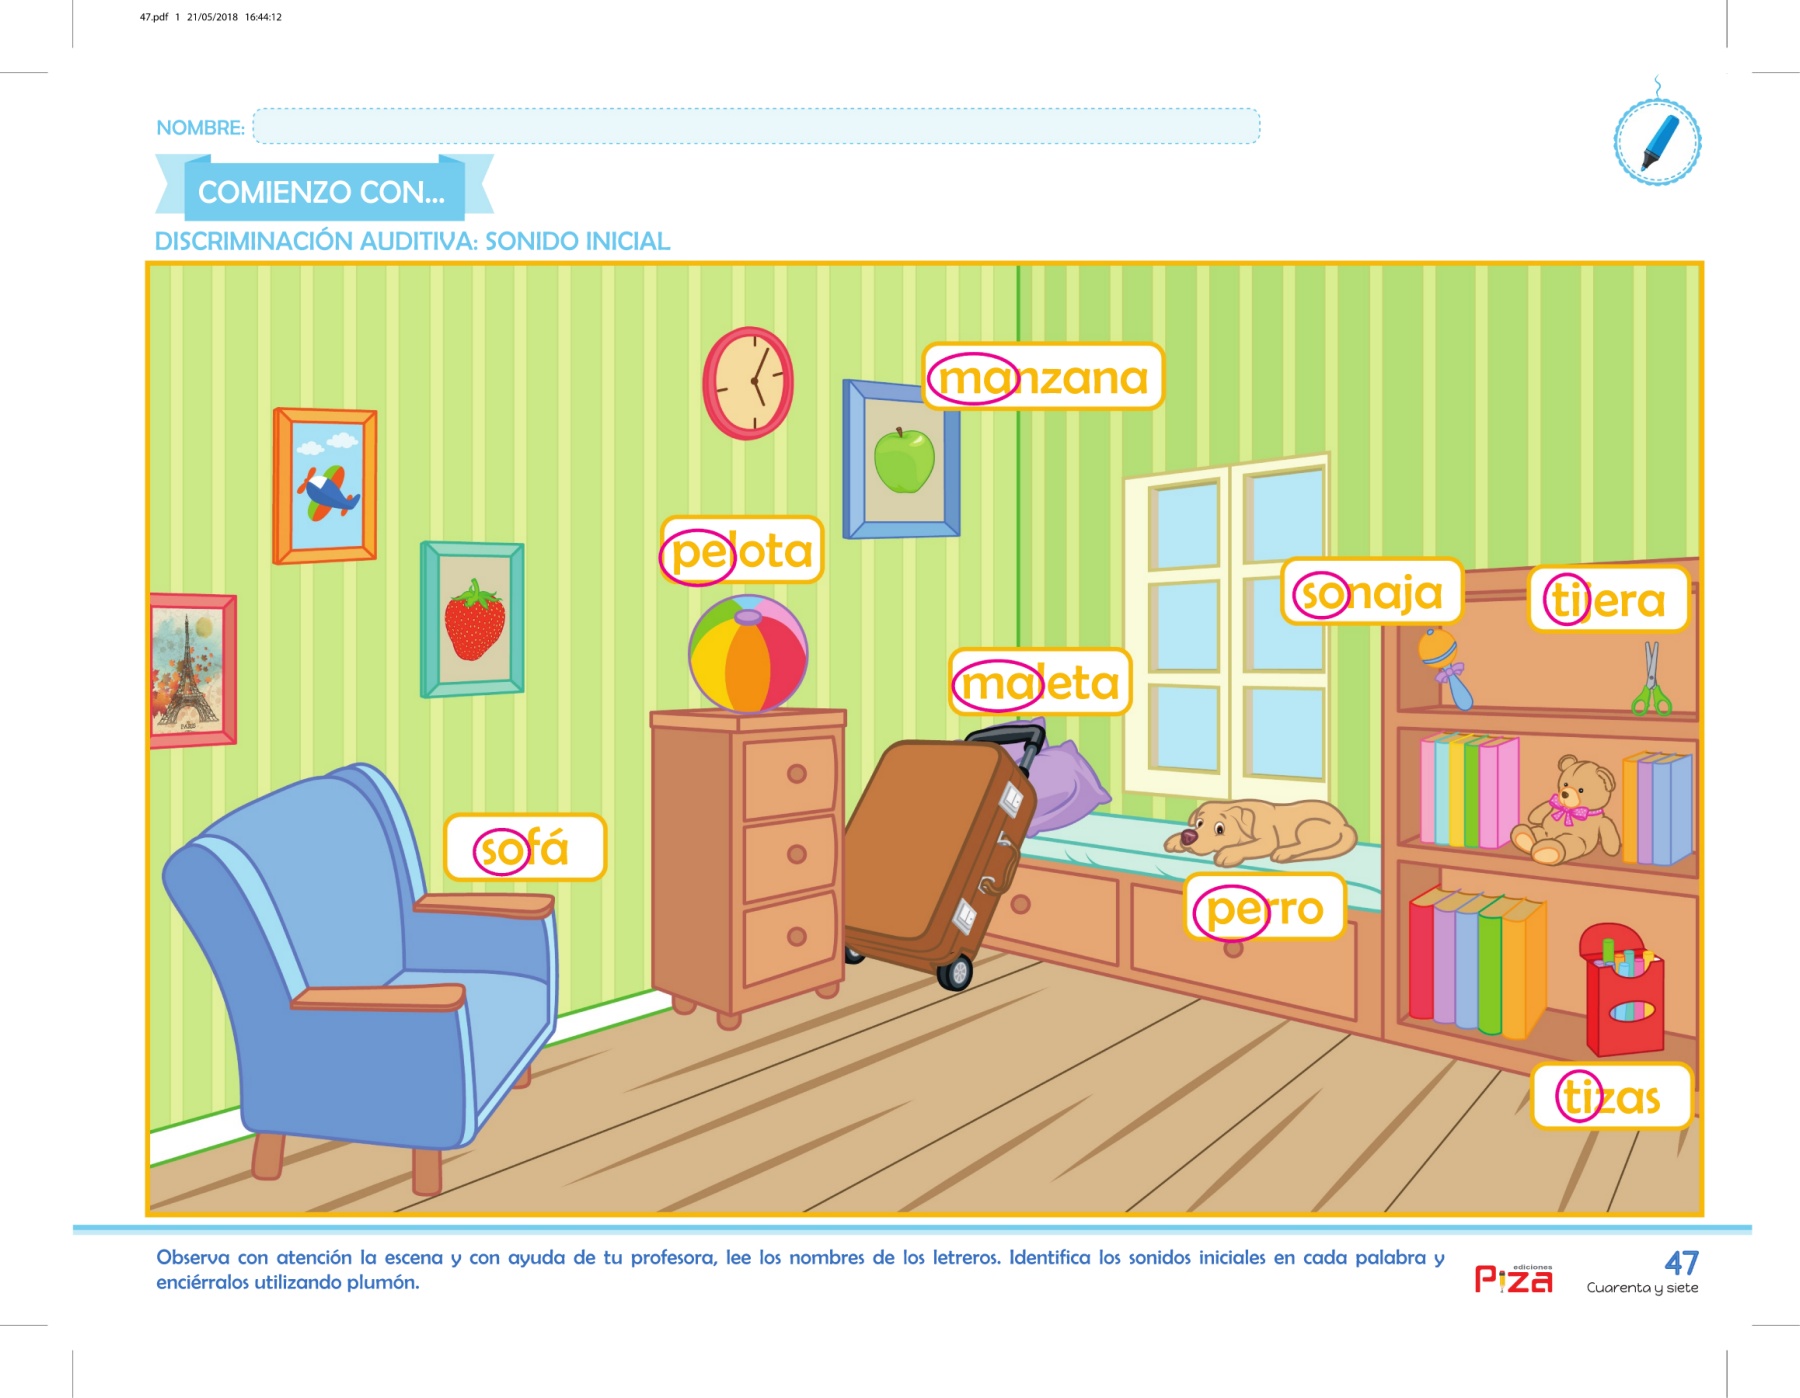 47.pdf 1 21/05/2018 16:44:12
NOMBRE:
COMIENZO CON...
DISCRIMINACIÓN AUDITIVA: SONIDO INICIAL
manzana
pelota
sonaja
tijera
maleta
PARIS
sofá
perro
tizas
Observa con atención la escena y con ayuda de tu profesora, lee los nombres de los letreros. Identifica los sonidos iniciales en cada palabra y
enciérralos utilizando plumón.
ediciones
Piza
47
Cuarenta y siete